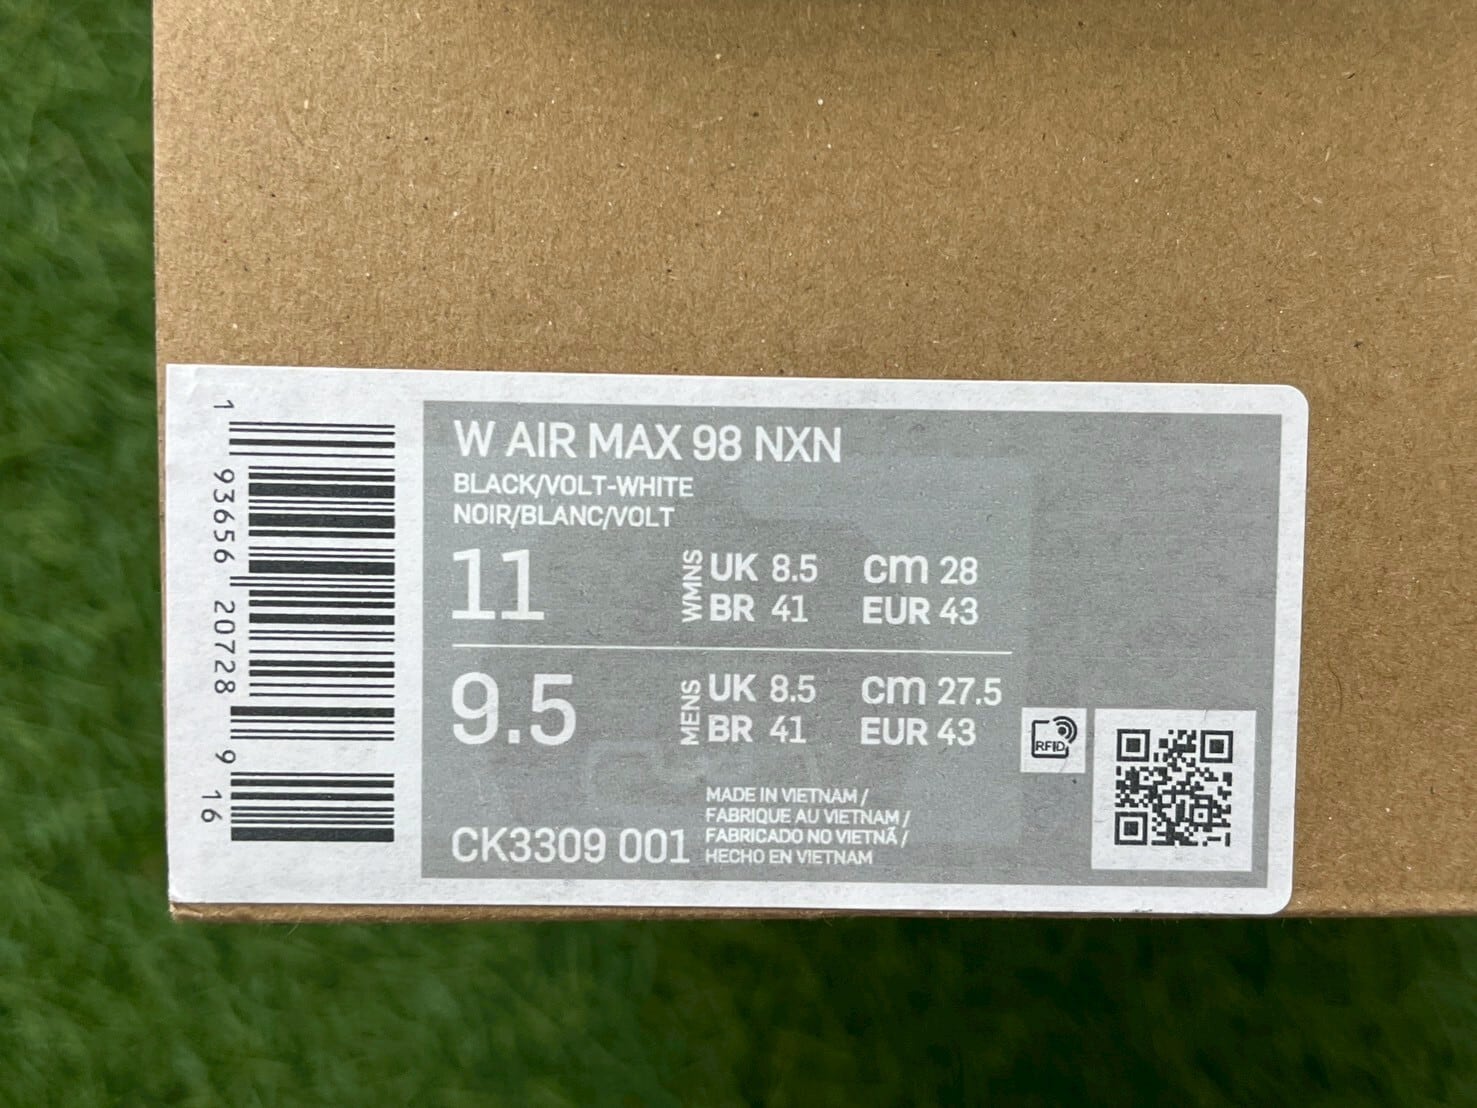 W AIR MAX 98 NXN
BLACK/VOLT-WHITE
NOIR/BLANC/VOLT
11 WMNS UK 8.5 cm 28
BR 41 EUR 43
9.5 MENS UK 8.5 cm 27.5
BR 41 EUR 43
CK3309 001
MADE IN VIETNAM /
FABRIQUE AU VIETNAM /
FABRICADO NO VIETNÃ /
HECHO EN VIETNAM
RFID
1 93656 20728 9 16